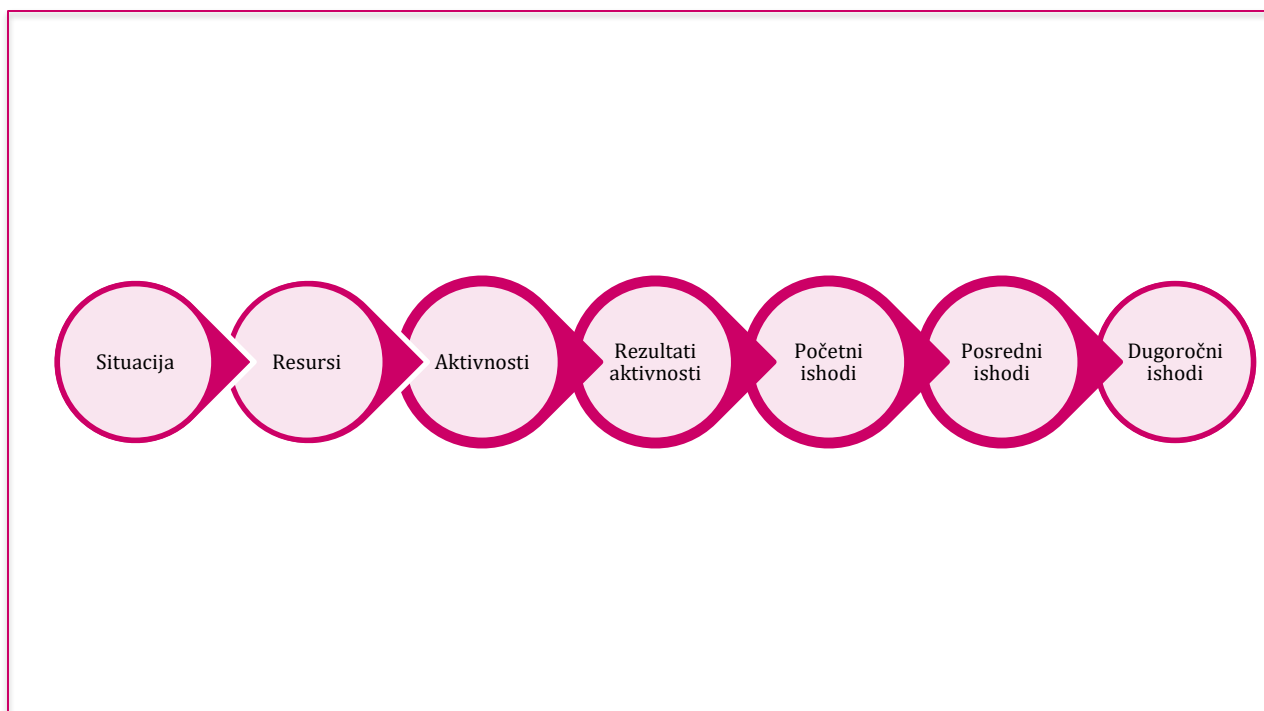 Situacija
Resursi
Aktivnosti
Rezultati
aktivnosti
Početni
ishodi
Posredni
ishodi
Dugoročni
ishodi